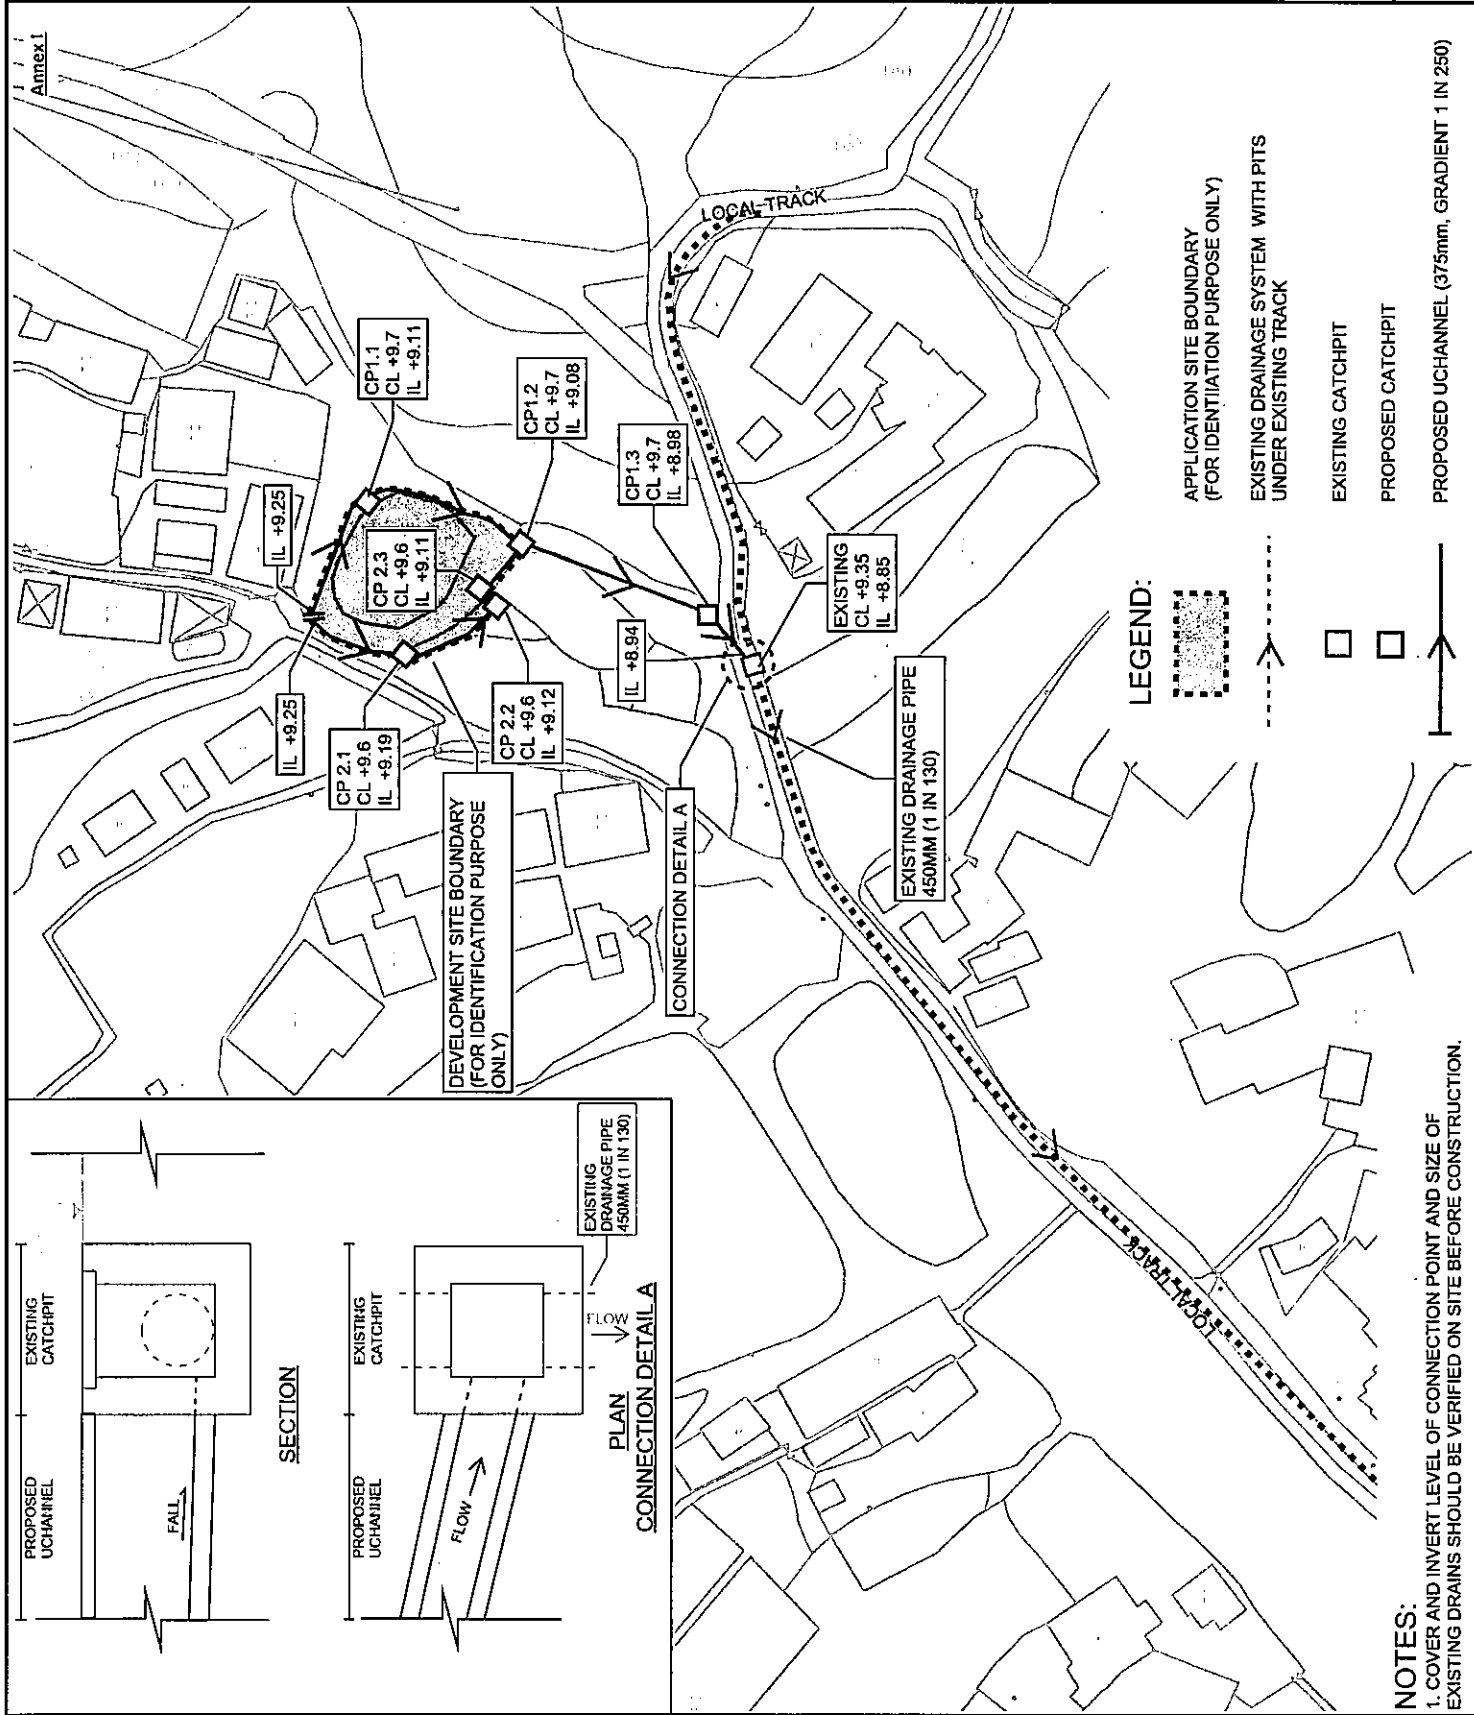 Annex 1
PROPOSED
UCHANNEL
EXISTING
CATCHPIT
FALL
SECTION
PROPOSED
UCHANNEL
EXISTING
CATCHPIT
FLOW
FLOW
EXISTING
DRAINAGE PIPE
450MM (1 IN 130)
PLAN
CONNECTION DETAIL A
IL +9.25
IL +9.25
CP1.1
CL +9.7
IL +9.11
CP 2.1
CL +9.6
IL +9.19
CP 2.3
CL +9.6
IL +9.11
CP 2.2
CL +9.6
IL +9.12
CP1.2
CL +9.7
IL +9.08
DEVELOPMENT SITE BOUNDARY
(FOR IDENTIFICATION PURPOSE
ONLY)
CP1.3
CL +9.7
IL +8.98
IL +8.94
CONNECTION DETAIL A
EXISTING
CL +9.35
IL +8.85
EXISTING DRAINAGE PIPE
450MM (1 IN 130)
LOCAL TRACK
LOCAL TRACK
LEGEND:
APPLICATION SITE BOUNDARY
(FOR IDENTIIATION PURPOSE ONLY)
EXISTING DRAINAGE SYSTEM WITH PITS
UNDER EXISTING TRACK
EXISTING CATCHPIT
PROPOSED CATCHPIT
PROPOSED UCHANNEL (375mm, GRADIENT 1 IN 250)
NOTES:
1. COVER AND INVERT LEVEL OF CONNECTION POINT AND SIZE OF
EXISTING DRAINS SHOULD BE VERIFIED ON SITE BEFORE CONSTRUCTION.